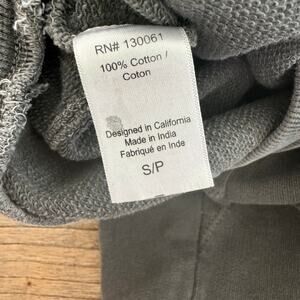 RN# 130061
100% Cotton /
Coton
Designed in California
Made in India
Fabriqué en Inde
S/P